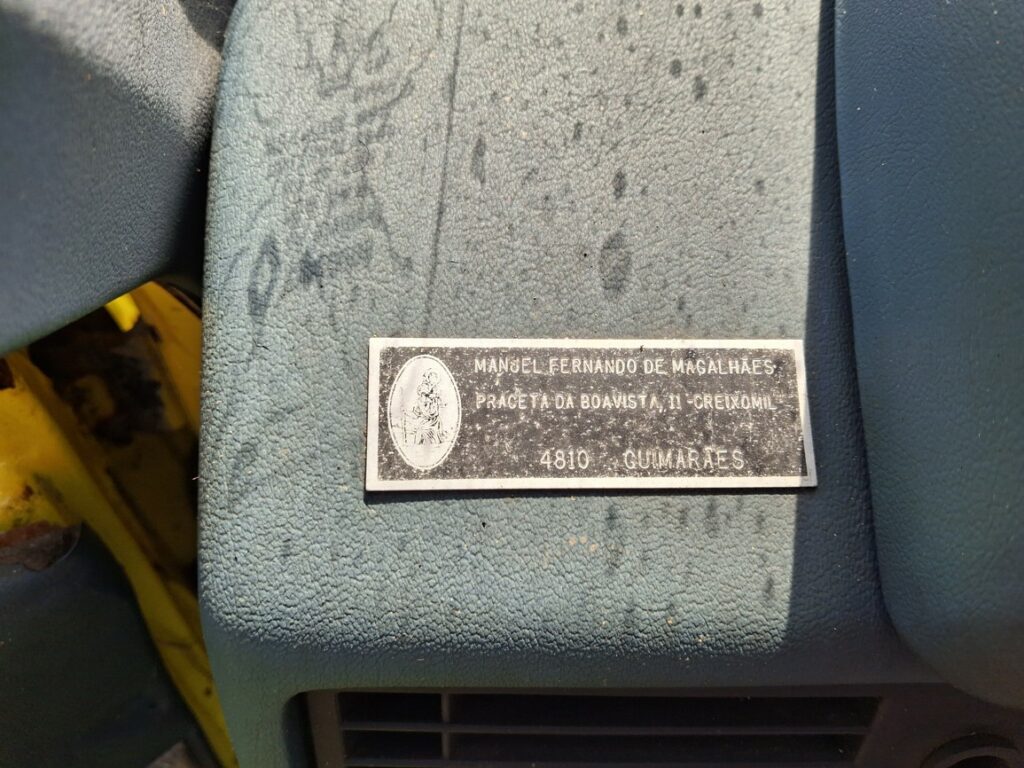 MANUEL FERNANDO DE MAGALHÃES
PRACETA DA BOAVISTA, 11 - CREIXOMIL
4810 GUIMARÃES